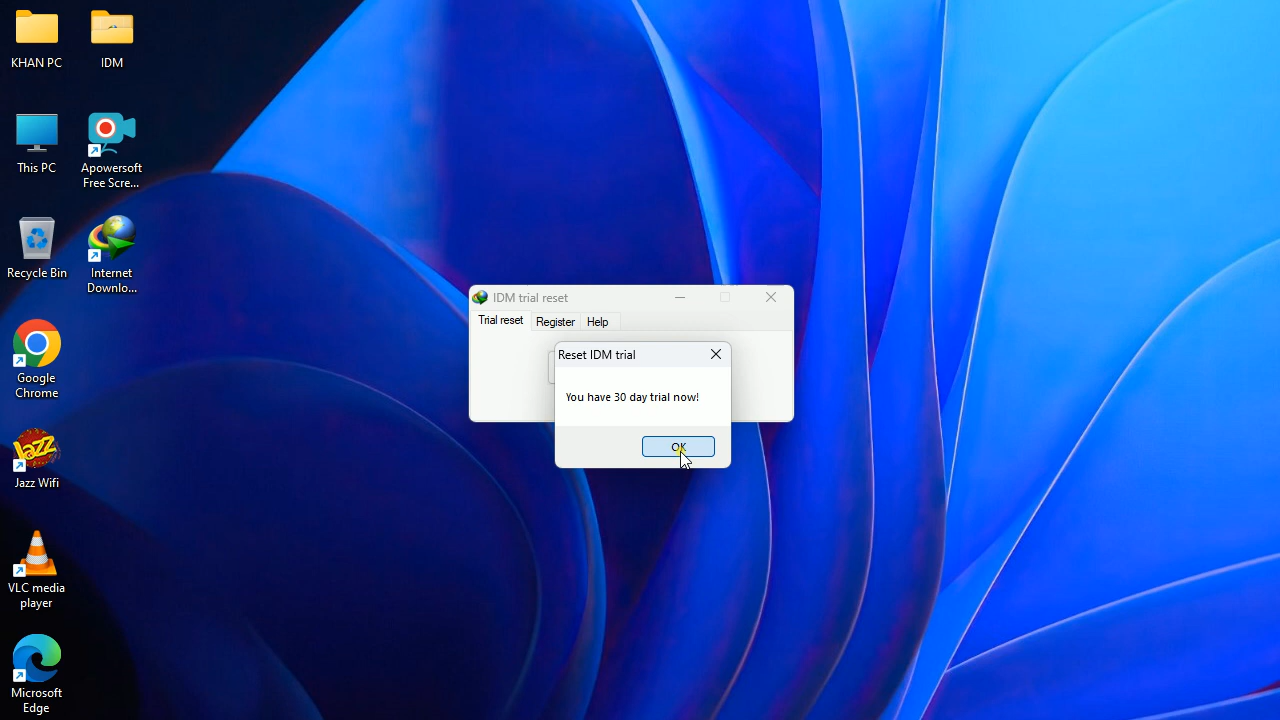 KHAN PC
IDM
This PC
Apowersoft
Free Scre...
Recycle Bin
Internet
Downlo...
Google
Chrome
Jazz
Jazz Wifi
VLC media
player
Microsoft
Edge
IDM trial reset
Trial reset
Register
Help
Reset IDM trial
You have 30 day trial now!
OK